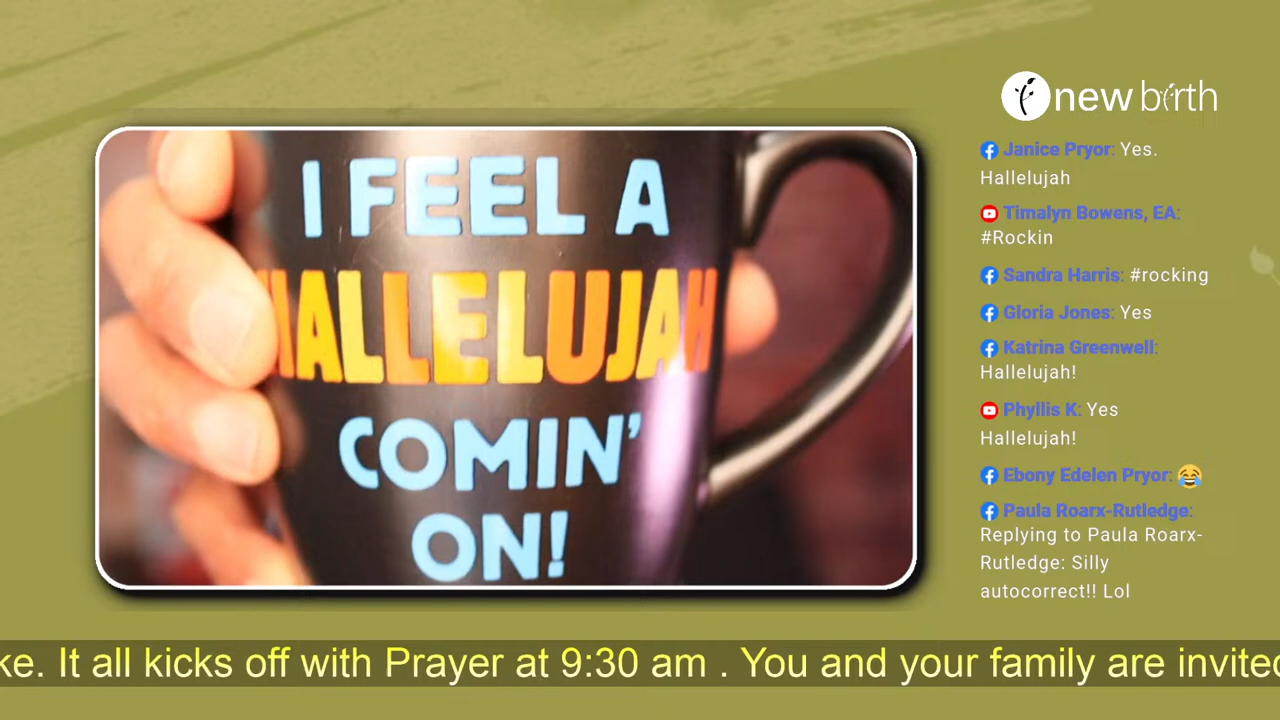 I FEEL A
HALLELUJAH
COMIN'
ON!
new birth
Janice Pryor: Yes.
Hallelujah
Timalyn Bowens, EA:
#Rockin
Sandra Harris: #rocking
Gloria Jones: Yes
Katrina Greenwell:
Hallelujah!
Phyllis K: Yes
Hallelujah!
Ebony Edelen Pryor: 😂
Paula Roarx-Rutledge:
Replying to Paula Roarx-
Rutledge: Silly
autocorrect!! Lol
ke. It all kicks off with Prayer at 9:30 am . You and your family are invited